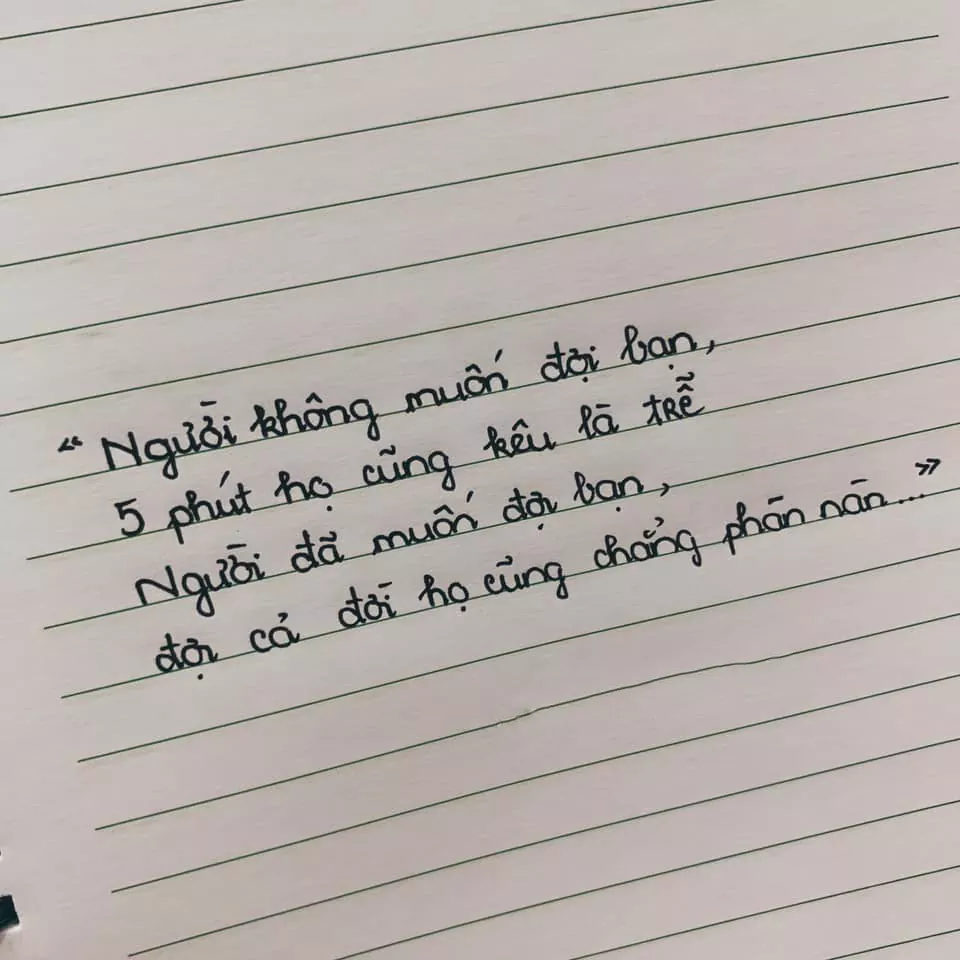 “Người không muốn đợi bạn,
5 phút họ cũng kêu là trễ
Người đã muốn đợi bạn,
đợi cả đời họ cũng chẳng phàn nàn...”